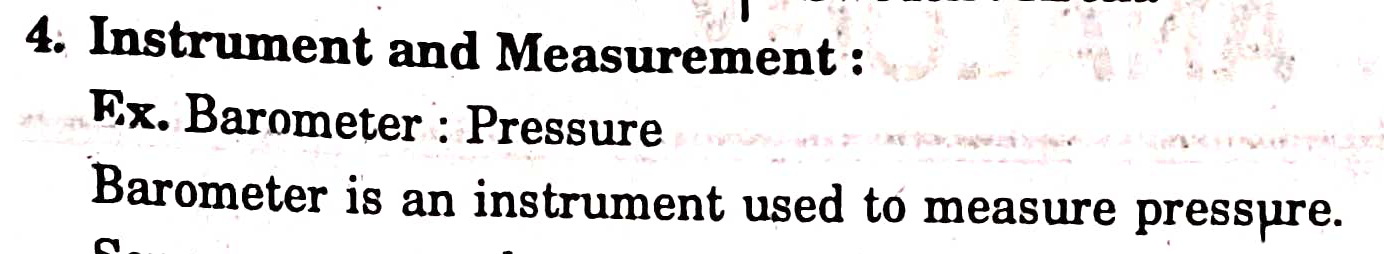 4. Instrument and Measurement :
Ex. Barometer : Pressure
Barometer is an instrument used to measure pressure.